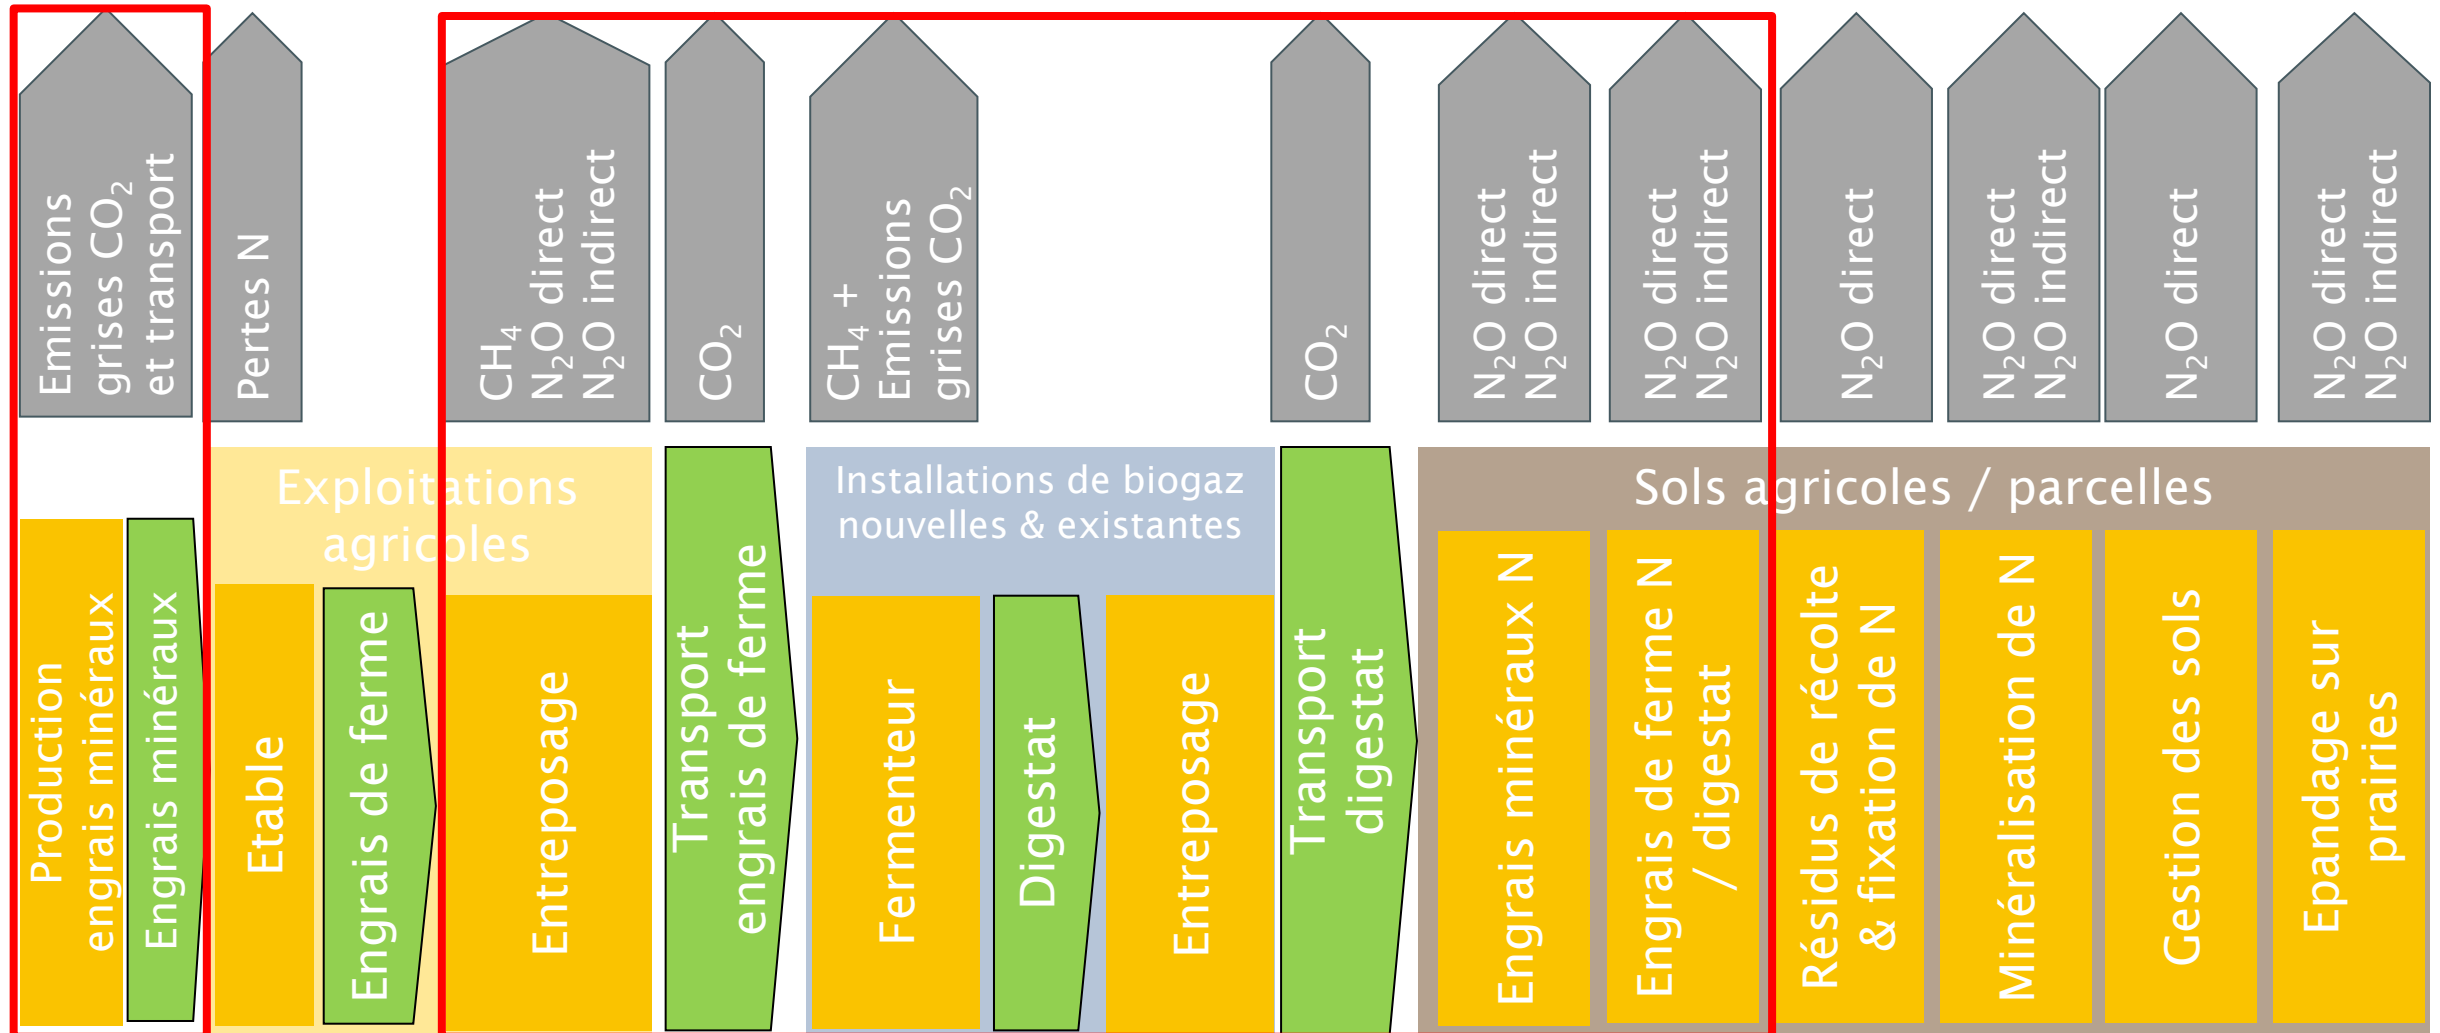 Emissions
grises CO₂
et transport
Pertes N
CH₄
N₂O direct
N₂O indirect
CO₂
CH₄ +
Emissions
grises CO₂
CO₂
N₂O direct
N₂O indirect
N₂O direct
N₂O indirect
N₂O direct
N₂O direct
N₂O indirect
N₂O direct
N₂O direct
N₂O indirect
Production
engrais minéraux
Engrais minéraux
Exploitations
agricoles
Etable
Engrais de ferme
Entreposage
Transport
engrais de ferme
Installations de biogaz
nouvelles & existantes
Fermenteur
Digestat
Entreposage
Transport
digestat
Sols agricoles / parcelles
Engrais minéraux N
Engrais de ferme N
/ digestat
Résidus de récolte
& fixation de N
Minéralisation de N
Gestion des sols
Epandage sur
prairies